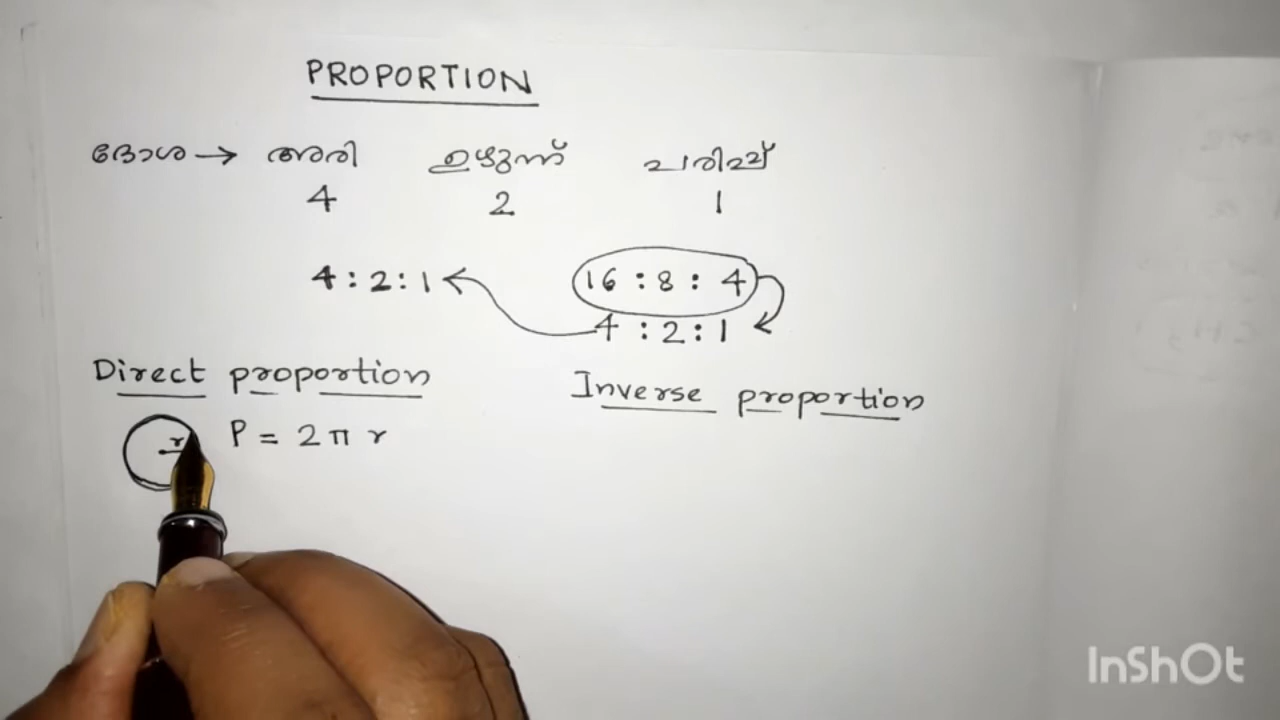 PROPORTION
ദോശ → അരി ഉഴുന്ന് പരിപ്പ്
4 2 1
4 : 2 : 1 16 : 8 : 4
4 : 2 : 1
Direct proportion Inverse proportion
r P = 2π r
InShOt